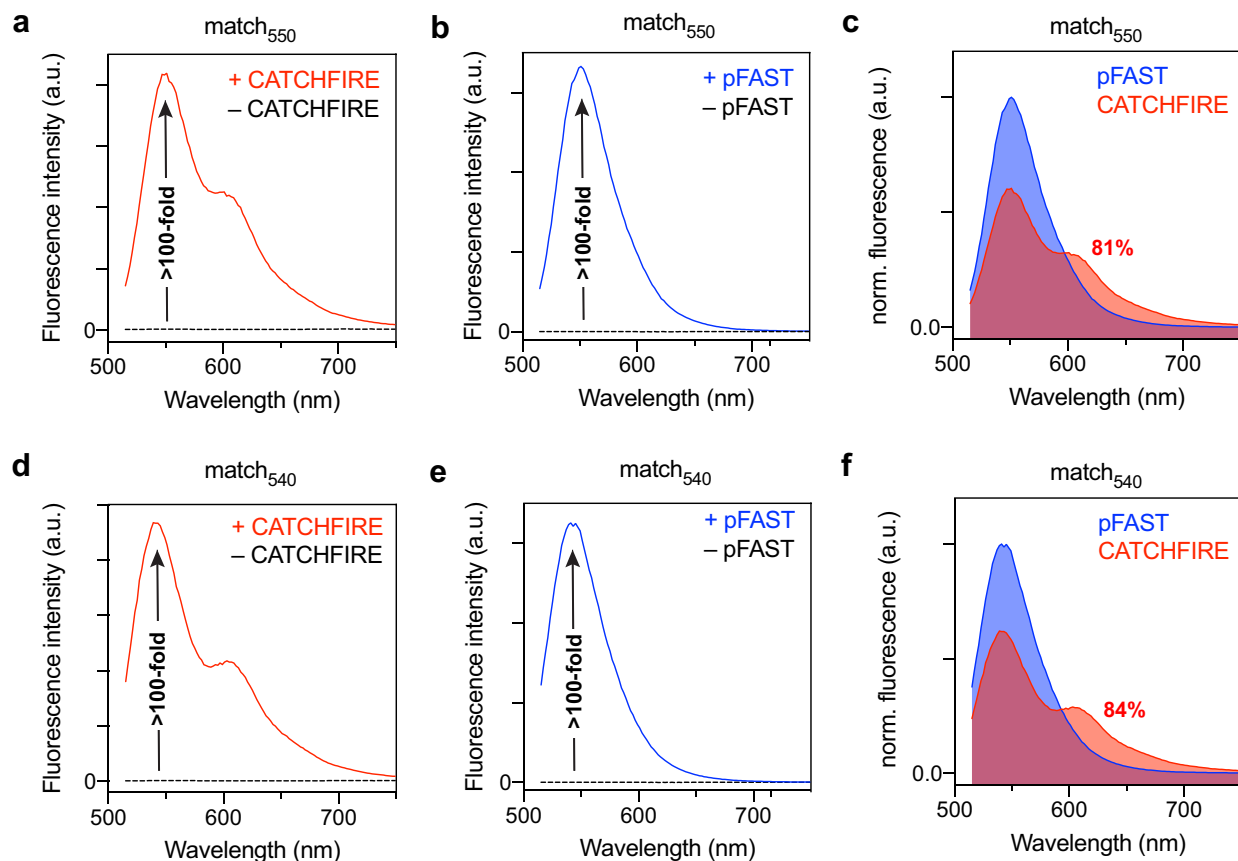 a
match550
Fluorescence intensity (a.u.)
+ CATCHFIRE
– CATCHFIRE
>100-fold
0
500
600
700
Wavelength (nm)
b
match550
Fluorescence intensity (a.u.)
+ pFAST
– pFAST
>100-fold
0
500
600
700
Wavelength (nm)
c
match550
norm. fluorescence (a.u.)
pFAST
CATCHFIRE
81%
0.0
500
600
700
Wavelength (nm)
d
match540
Fluorescence intensity (a.u.)
+ CATCHFIRE
– CATCHFIRE
>100-fold
0
500
600
700
Wavelength (nm)
e
match540
Fluorescence intensity (a.u.)
+ pFAST
– pFAST
>100-fold
0
500
600
700
Wavelength (nm)
f
match540
norm. fluorescence (a.u.)
pFAST
CATCHFIRE
84%
0.0
500
600
700
Wavelength (nm)